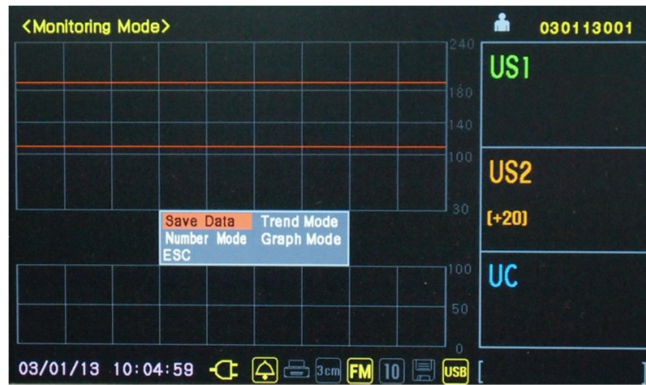 <Monitoring Mode>
030113001
240
180
140
100
30
US1
US2
(+20)
Save Data Trend Mode
Number Mode Graph Mode
ESC
100
50
0
UC
03/01/13 10:04:59 3cm FM 10 USB [ ]